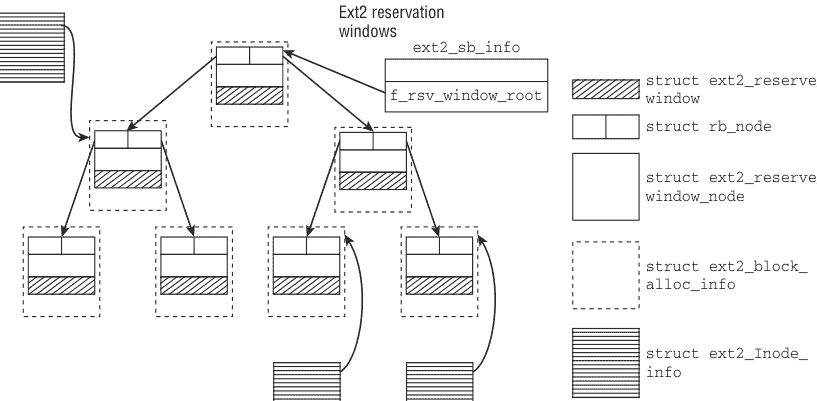 Ext2 reservation
windows
ext2_sb_info
f_rsv_window_root
struct ext2_reserve
window
struct rb_node
struct ext2_reserve
window_node
struct ext2_block_
alloc_info
struct ext2_Inode_
info